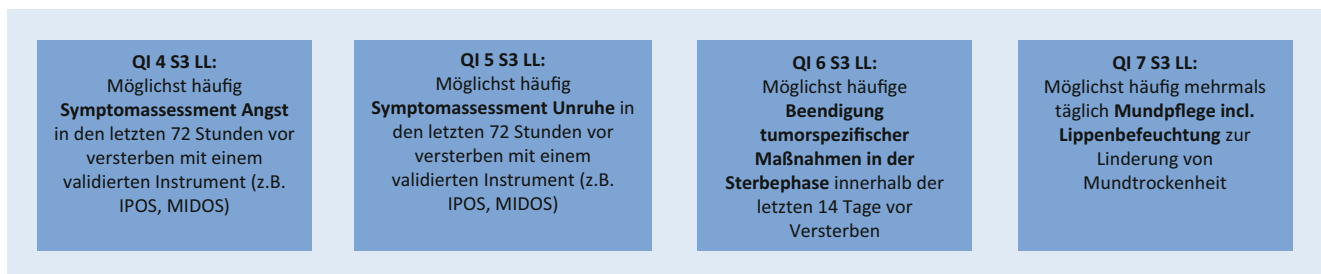 QI 4 S3 LL:
Möglichst häufig
Symptomassessment Angst
in den letzten 72 Stunden vor
versterben mit einem
validierten Instrument (z.B.
IPOS, MIDOS)
QI 5 S3 LL:
Möglichst häufig
Symptomassessment Unruhe in
den letzten 72 Stunden vor
versterben mit einem
validierten Instrument (z.B.
IPOS, MIDOS)
QI 6 S3 LL:
Möglichst häufige
Beendigung
tumorspezifischer
Maßnahmen in der
Sterbephase innerhalb der
letzten 14 Tage vor
Versterben
QI 7 S3 LL:
Möglichst häufig mehrmals
täglich Mundpflege incl.
Lippenbefeuchtung zur
Linderung von
Mundtrockenheit